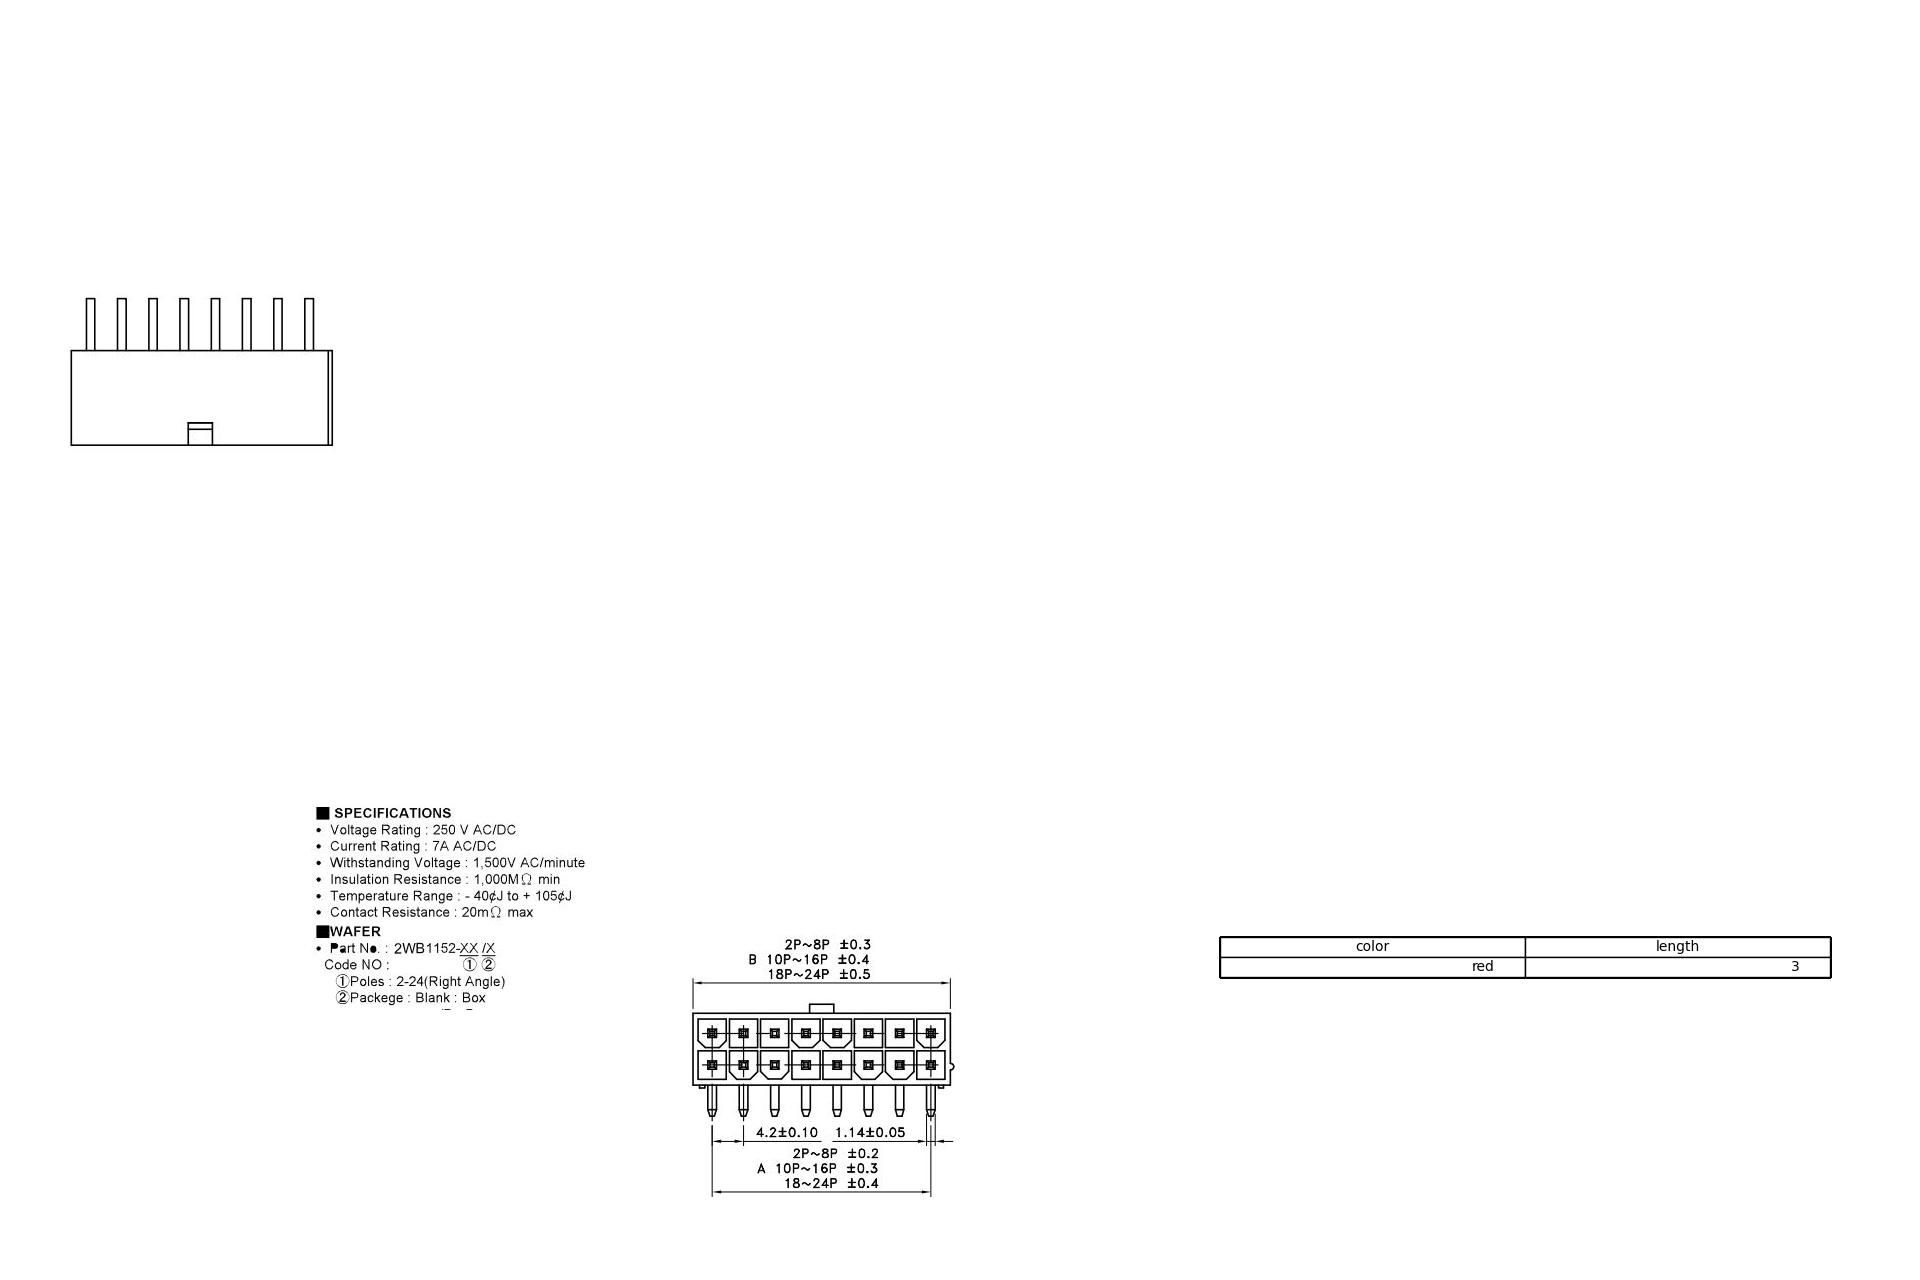 ■ SPECIFICATIONS
• Voltage Rating : 250 V AC/DC
• Current Rating : 7A AC/DC
• Withstanding Voltage : 1,500V AC/minute
• Insulation Resistance : 1,000MΩ min
• Temperature Range : - 40¢J to + 105¢J
• Contact Resistance : 20mΩ max
■WAFER
• Part No. : 2WB1152-XX /X
Code NO : ① ②
①Poles : 2-24(Right Angle)
②Packege : Blank : Box
2P~8P ±0.3
B 10P~16P ±0.4
18P~24P ±0.5
4.2±0.10 1.14±0.05
2P~8P ±0.2
A 10P~16P ±0.3
18~24P ±0.4
color length
red 3